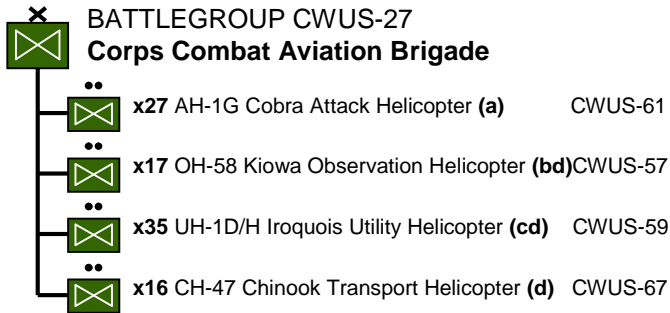 BATTLEGROUP CWUS-27
Corps Combat Aviation Brigade
x27 AH-1G Cobra Attack Helicopter (a) CWUS-61
x17 OH-58 Kiowa Observation Helicopter (bd)CWUS-57
x35 UH-1D/H Iroquois Utility Helicopter (cd) CWUS-59
x16 CH-47 Chinook Transport Helicopter (d) CWUS-67